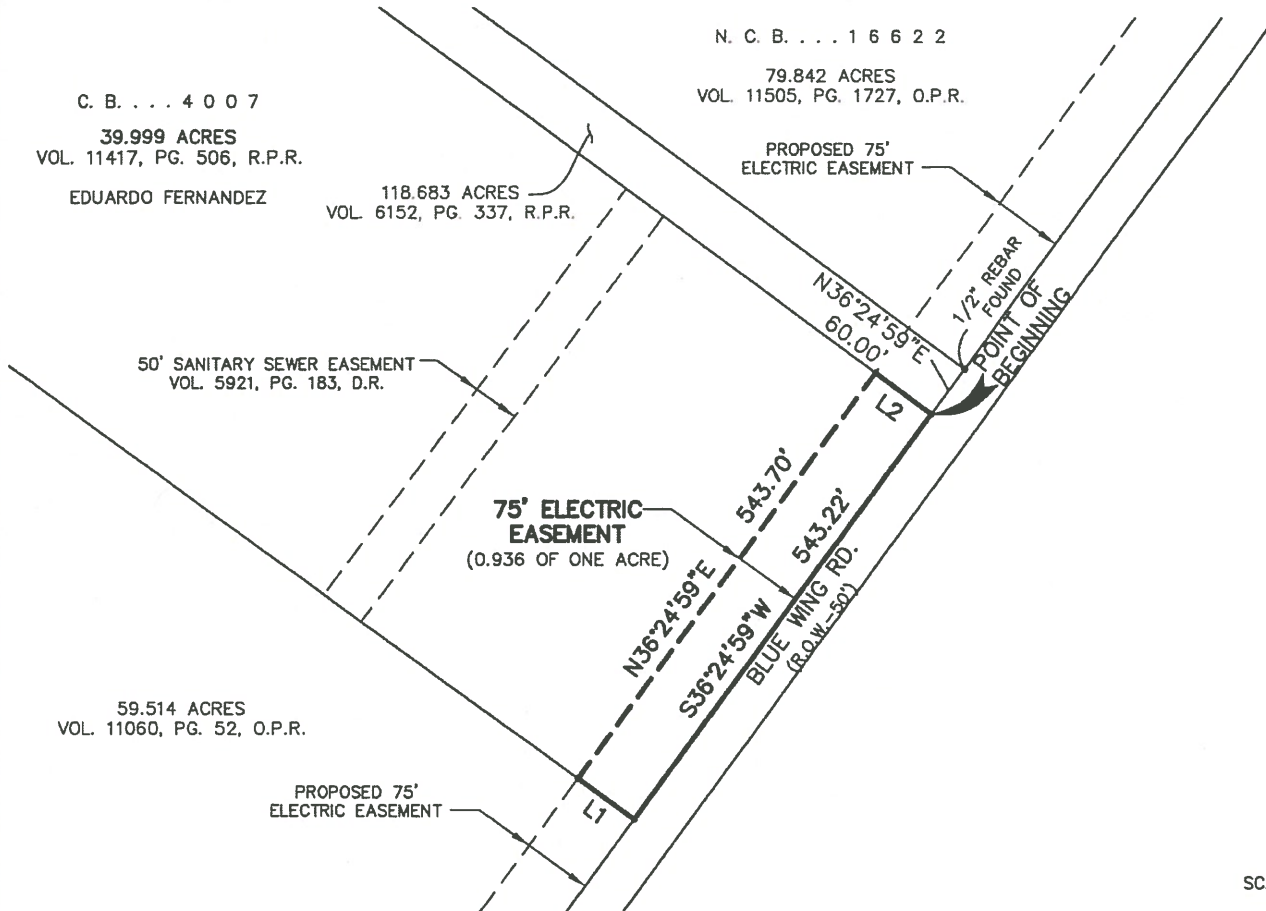 N. C. B. . . . 1 6 6 2 2
79.842 ACRES
VOL. 11505, PG. 1727, O.P.R.
C. B. . . . 4 0 0 7
39.999 ACRES
VOL. 11417, PG. 506, R.P.R.
EDUARDO FERNANDEZ
PROPOSED 75'
ELECTRIC EASEMENT
118.683 ACRES
VOL. 6152, PG. 337, R.P.R.
1/2" REBAR
FOUND
N36°24'59"E
60.00'
POINT OF
BEGINNING
50' SANITARY SEWER EASEMENT
VOL. 5921, PG. 183, D.R.
L2
75' ELECTRIC
EASEMENT
(0.936 OF ONE ACRE)
543.70'
543.22'
N36°24'59"E
S36°24'59"W
BLUE WING RD.
(R.O.W.-50')
59.514 ACRES
VOL. 11060, PG. 52, O.P.R.
PROPOSED 75'
ELECTRIC EASEMENT
L1
SC